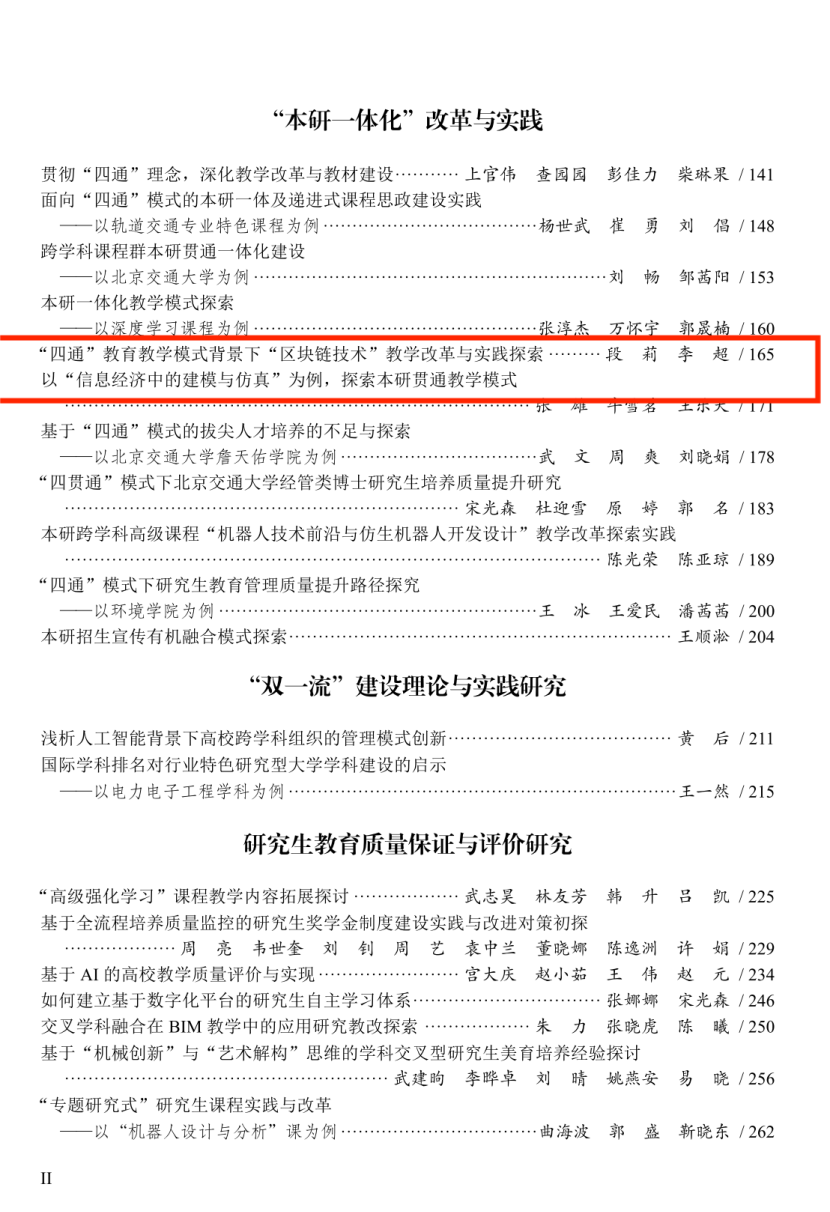 “本研一体化”改革与实践
贯彻“四通”理念，深化教学改革与教材建设··········· 上官伟 查园园 彭佳力 柴琳果 /141
面向“四通”模式的本研一体及递进式课程思政建设实践
——以轨道交通专业特色课程为例····································杨世武 崔 勇 刘 倡 /148
跨学科课程群本研贯通一体化建设
——以北京交通大学为例····························································刘 畅 邹茜阳 /153
本研一体化教学模式探索
——以深度学习课程为例················································张淳杰 万怀宇 郭晟楠 /160
“四通”教育教学模式背景下“区块链技术”教学改革与实践探索 ········· 段 莉 李 超 /165
以“信息经济中的建模与仿真”为例，探索本研贯通教学模式
················································································张 雄 王乐天 /171
基于“四通”模式的拔尖人才培养的不足与探索
——以北京交通大学詹天佑学院为例·································武 文 周 爽 刘晓娟 /178
“四贯通”模式下北京交通大学经管类博士研究生培养质量提升研究
··································································· 宋光森 杜迎雪 原 婷 郭 名 /183
本研跨学科高级课程“机器人技术前沿与仿生机器人开发设计”教学改革探索实践
··········································································· 陈光荣 陈亚琼 /189
“四通”模式下研究生教育管理质量提升路径探究
——以环境学院为例······················································王 冰 王爱民 潘茜茜 /200
本研招生宣传有机融合模式探索································································· 王顺淞 /204
“双一流”建设理论与实践研究
浅析人工智能背景下高校跨学科组织的管理模式创新······································ 黄 后 /211
国际学科排名对行业特色研究型大学学科建设的启示
——以电力电子工程学科为例··································································王一然 /215
研究生教育质量保证与评价研究
“高级强化学习”课程教学内容拓展探讨 ·················· 武志昊 林友芳 韩 升 吕 凯 /225
基于全流程培养质量监控的研究生奖学金制度建设实践与改进对策初探
··················· 周 亮 韦世奎 刘 钊 周 艺 袁中兰 董晓娜 陈逸洲 许 娟 /229
基于 AI 的高校教学质量评价与实现························ 宫大庆 赵小茹 王 伟 赵 元 /234
如何建立基于数字化平台的研究生自主学习体系································ 张娜娜 宋光森 /246
交叉学科融合在 BIM 教学中的应用研究教改探索 ·················· 朱 力 张晓虎 陈 曦 /250
基于“机械创新”与“艺术解构”思维的学科交叉型研究生美育培养经验探讨
······················································· 武建昫 李晔卓 刘 晴 姚燕安 易 晓 /256
“专题研究式”研究生课程实践与改革
——以“机器人设计与分析”课为例·································曲海波 郭 盛 靳晓东 /262
II